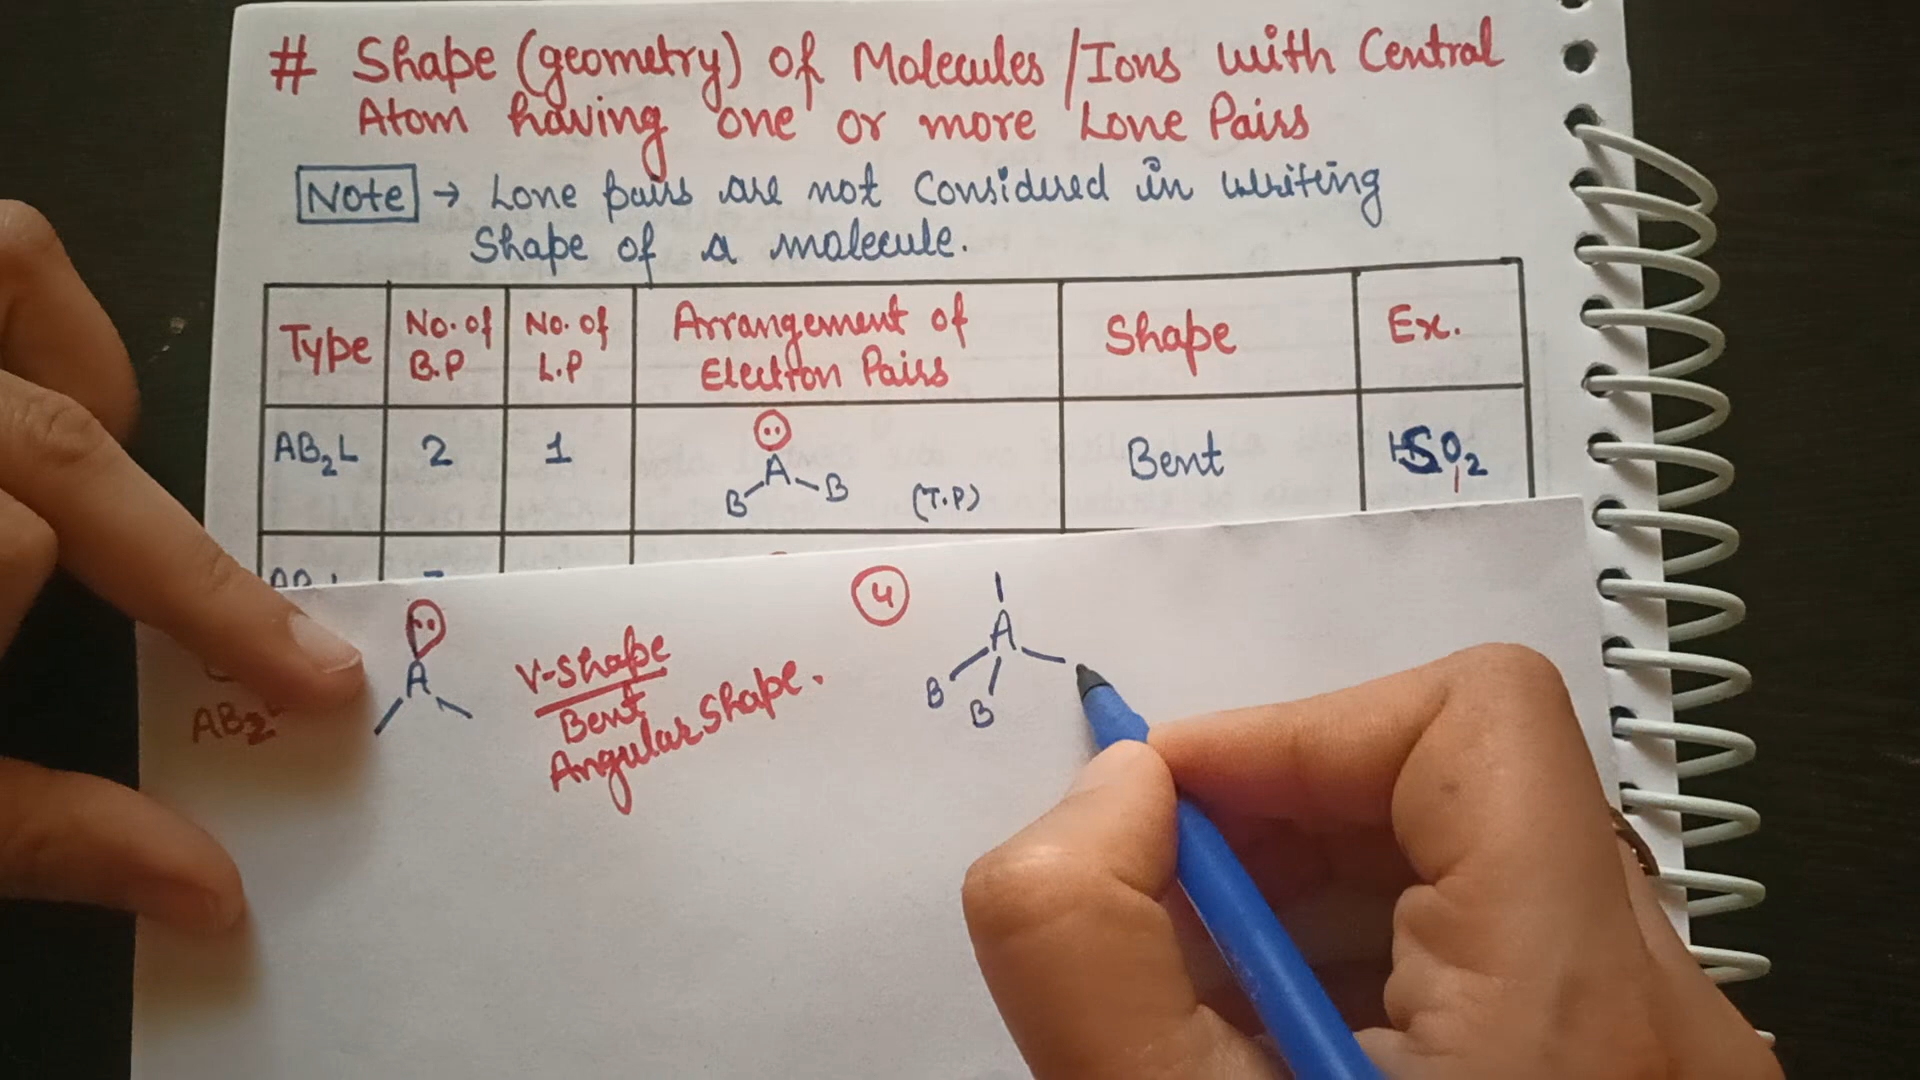 # Shape (geometry) of Molecules / Ions with Central
Atom having one or more Lone Pairs
Note → Lone pairs are not Considered in writing
Shape of a molecule.
Type
No. of
B.P
No. of
L.P
Arrangement of
Electron Pairs
Shape
Ex.
AB₂L
2
1
A
B B (T.P)
Bent
SO₂
A
AB₂
V-Shape
Bent
Angular Shape.
4
A
B
B